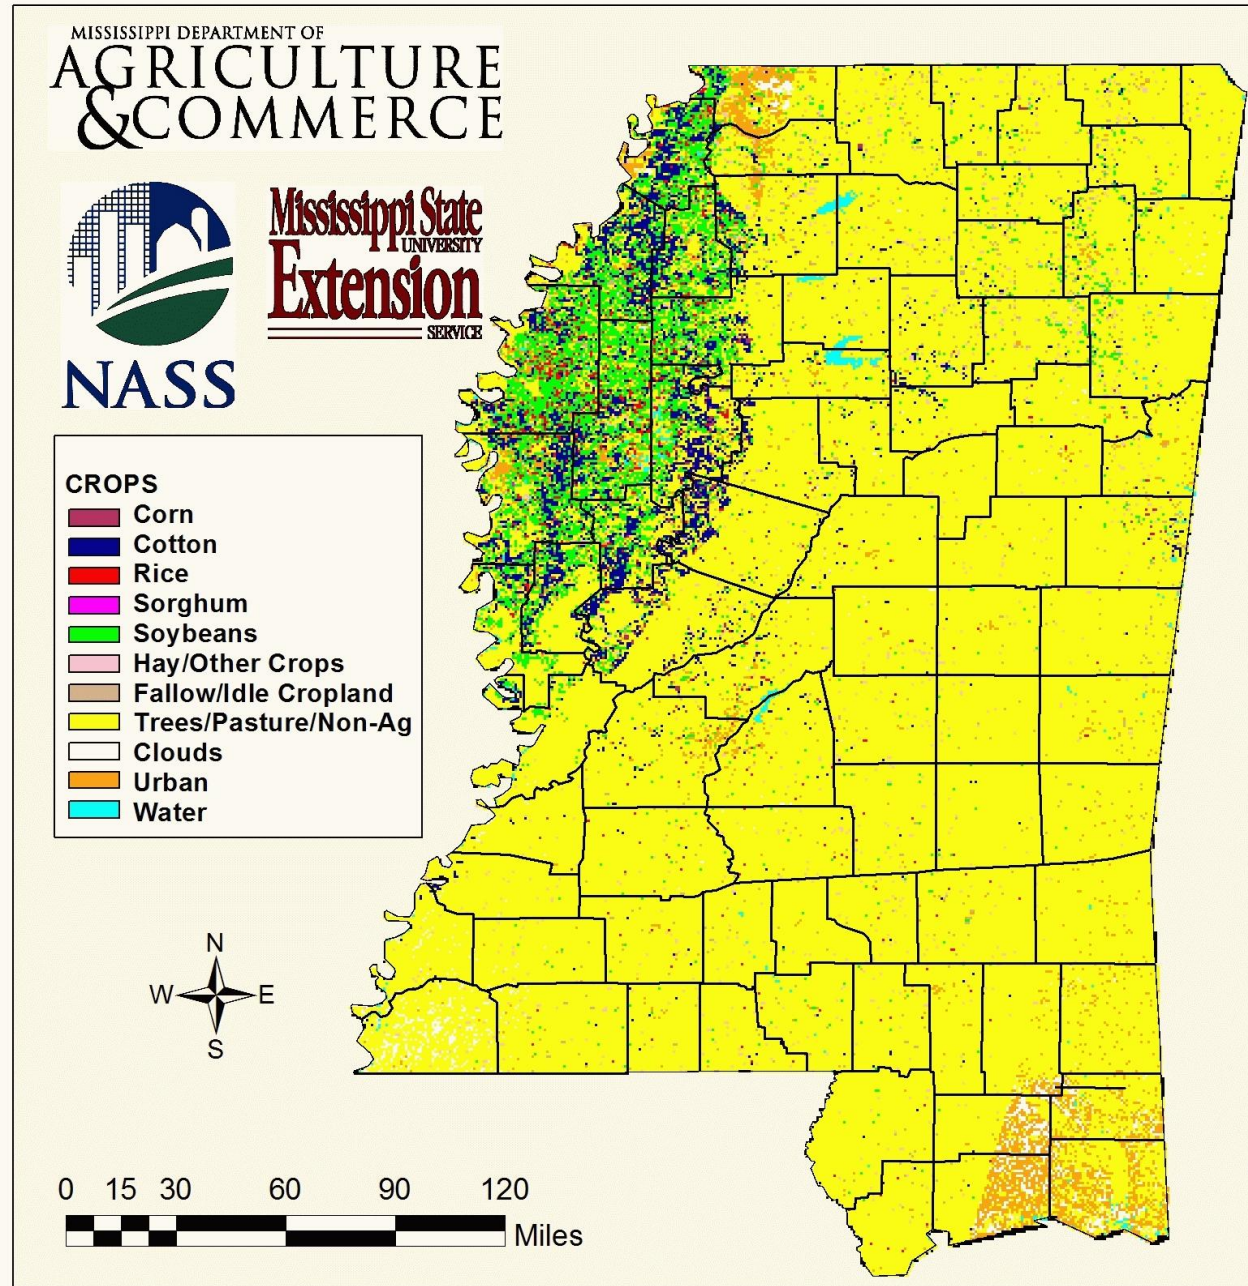 MISSISSIPPI DEPARTMENT OF
AGRICULTURE
&COMMERCE
NASS
Mississippi State
UNIVERSITY
Extension
SERVICE
CROPS
Corn
Cotton
Rice
Sorghum
Soybeans
Hay/Other Crops
Fallow/Idle Cropland
Trees/Pasture/Non-Ag
Clouds
Urban
Water
N
W E
S
0 15 30 60 90 120
Miles